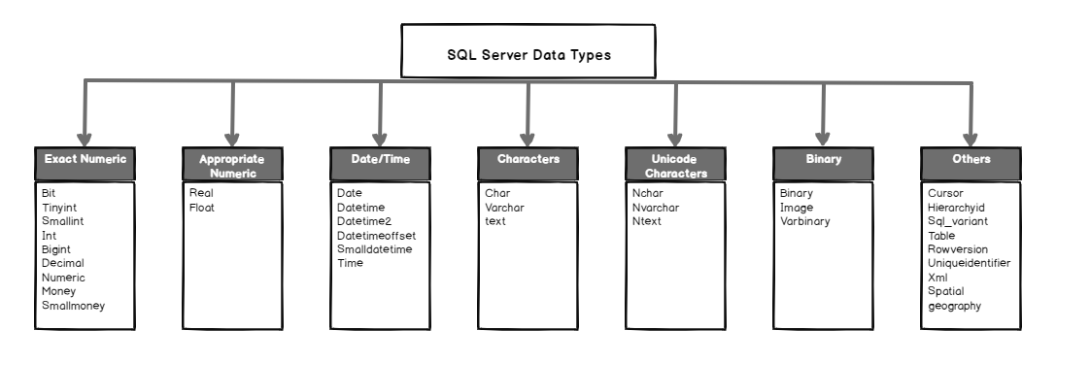 SQL Server Data Types
Exact Numeric
Bit
Tinyint
Smallint
Int
Bigint
Decimal
Numeric
Money
Smallmoney
Appropriate
Numeric
Real
Float
Date/Time
Date
Datetime
Datetime2
Datetimeoffset
Smalldatetime
Time
Characters
Char
Varchar
text
Unicode
Characters
Nchar
Nvarchar
Ntext
Binary
Binary
Image
Varbinary
Others
Cursor
Hierarchyid
Sql_variant
Table
Rowversion
Uniqueidentifier
Xml
Spatial
geography